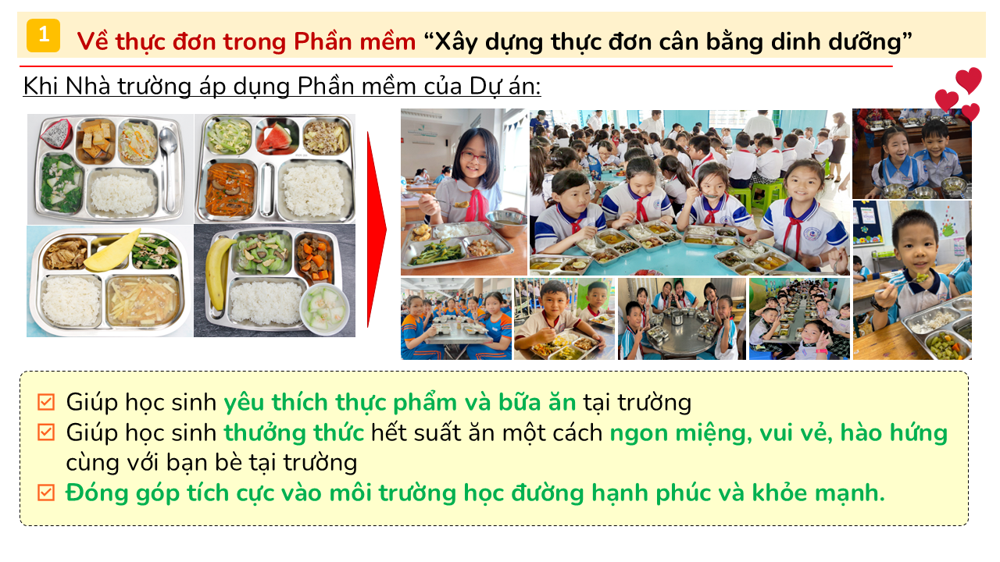 1
Về thực đơn trong Phần mềm “Xây dựng thực đơn cân bằng dinh dưỡng”
Khi Nhà trường áp dụng Phần mềm của Dự án:
Giúp học sinh yêu thích thực phẩm và bữa ăn tại trường
Giúp học sinh thưởng thức hết suất ăn một cách ngon miệng, vui vẻ, hào hứng
cùng với bạn bè tại trường
Đóng góp tích cực vào môi trường học đường hạnh phúc và khỏe mạnh.